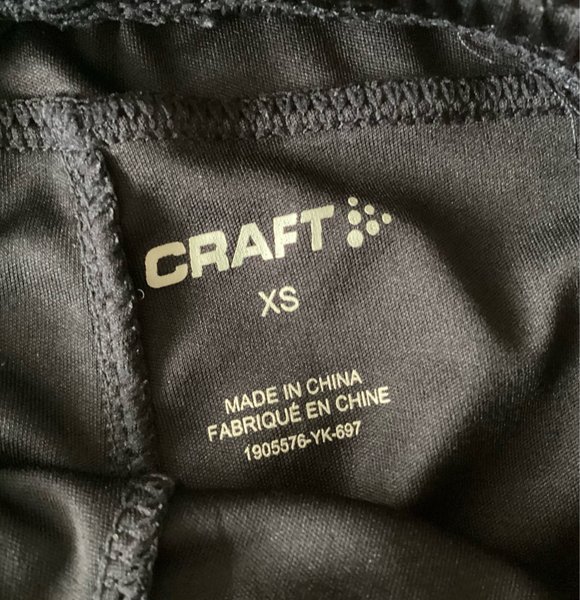 CRAFT
XS
MADE IN CHINA
FABRIQUÉ EN CHINE
1905576-YK-697